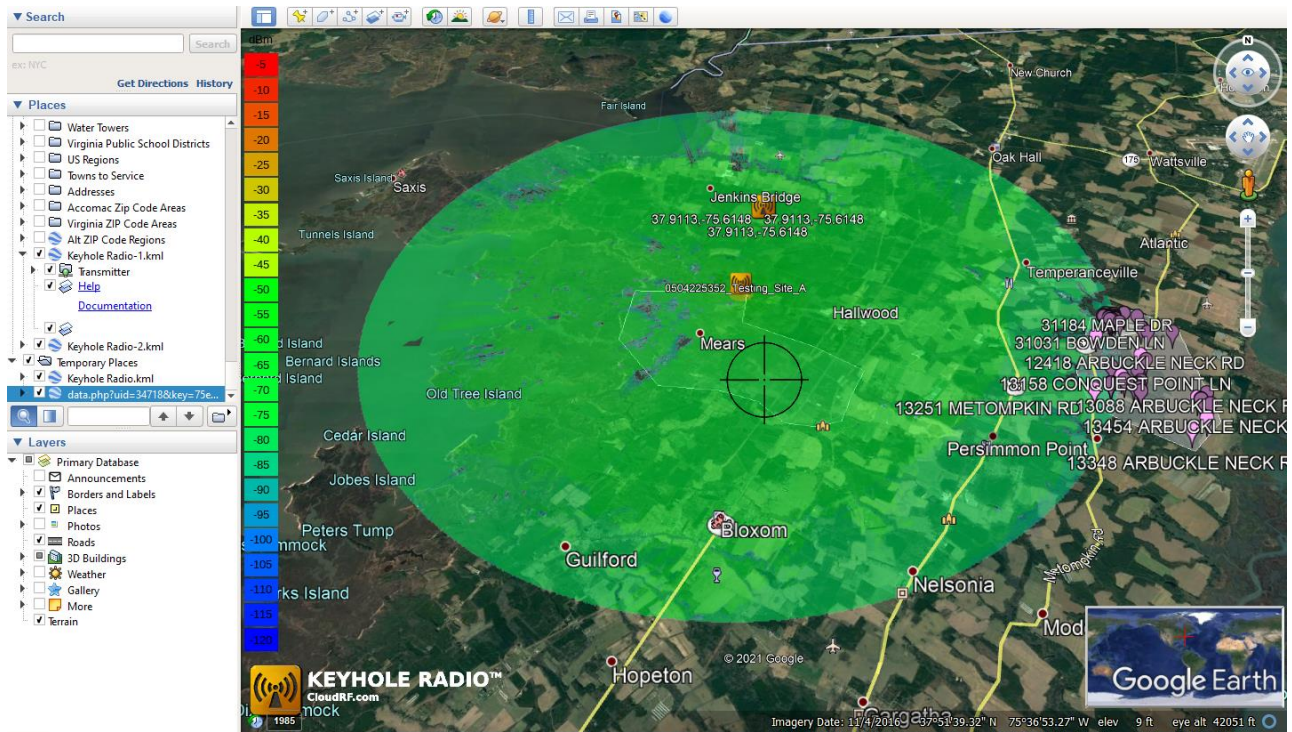 Search
Search
ex: NYC
Get Directions History
Places
Water Towers
Virginia Public School Districts
US Regions
Towns to Service
Addresses
Accomac Zip Code Areas
Virginia ZIP Code Areas
Alt ZIP Code Regions
Keyhole Radio-1.kml
Transmitter
Help
Documentation
Keyhole Radio-2.kml
Temporary Places
Keyhole Radio.kml
data.php?uid=34718&key=75e...
Layers
Primary Database
Announcements
Borders and Labels
Places
Photos
Roads
3D Buildings
Weather
Gallery
More
Terrain
dBm
-5
-10
-15
-20
-25
-30
-35
-40
-45
-50
-55
-60
-65
-70
-75
-80
-85
-90
-95
-100
-105
-110
-115
-120
N
New Church
Fair Island
Oak Hall
175
Wattsville
Saxis Island
Saxis
Jenkins Bridge
37.9113,-75.6148
37.9113,-75.6148
37.9113,-75.6148
Tunnels Island
Atlantic
Temperanceville
0504225352_Testing_Site_A
Hallwood
31184 MAPLE DR
Mears
31031 BOWDEN LN
Island
Bernard Islands
12418 ARBUCKLE NECK RD
Island
13158 CONQUEST POINT LN
Old Tree Island
13251 METOMPKIN RD
13088 ARBUCKLE NECK
13454 ARBUCKLE NECK
Cedar Island
Persimmon Point
13348 ARBUCKLE NECK
Jobes Island
Peters Tump
Bloxom
Guilford
Metompkin Rd
Nelsonia
rks Island
Mod
© 2021 Google
Hopeton
KEYHOLE RADIO™
CloudRF.com
Google Earth
mock
Gargatha
1985
Imagery Date: 11/4/2016 37°51'39.32" N 75°36'53.27" W elev 9 ft eye alt 42051 ft